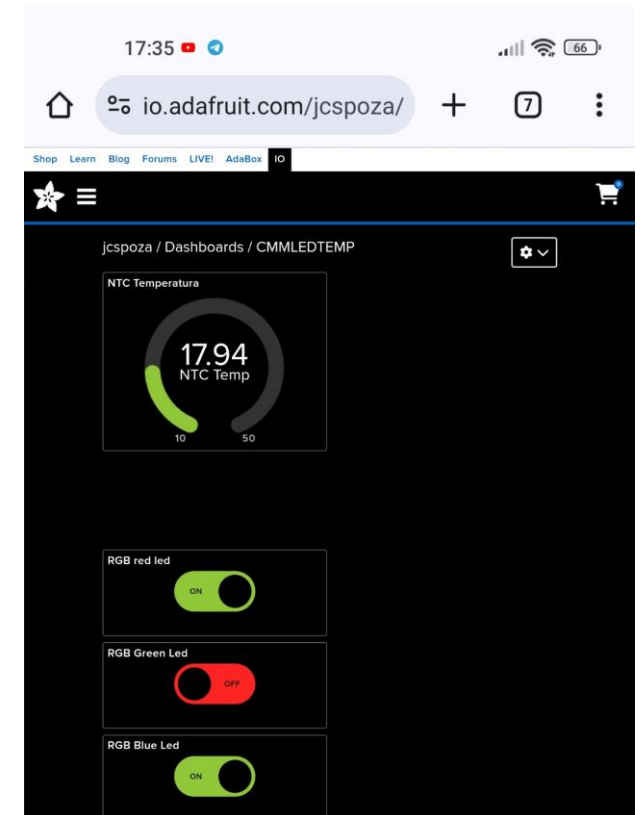 17:35
66
io.adafruit.com/jcspoza/
7
Shop Learn Blog Forums LIVE! AdaBox IO
0
jcspoza / Dashboards / CMMLEDTEMP
NTC Temperatura
17.94
NTC Temp
10 50
RGB red led
ON
RGB Green Led
OFF
RGB Blue Led
ON